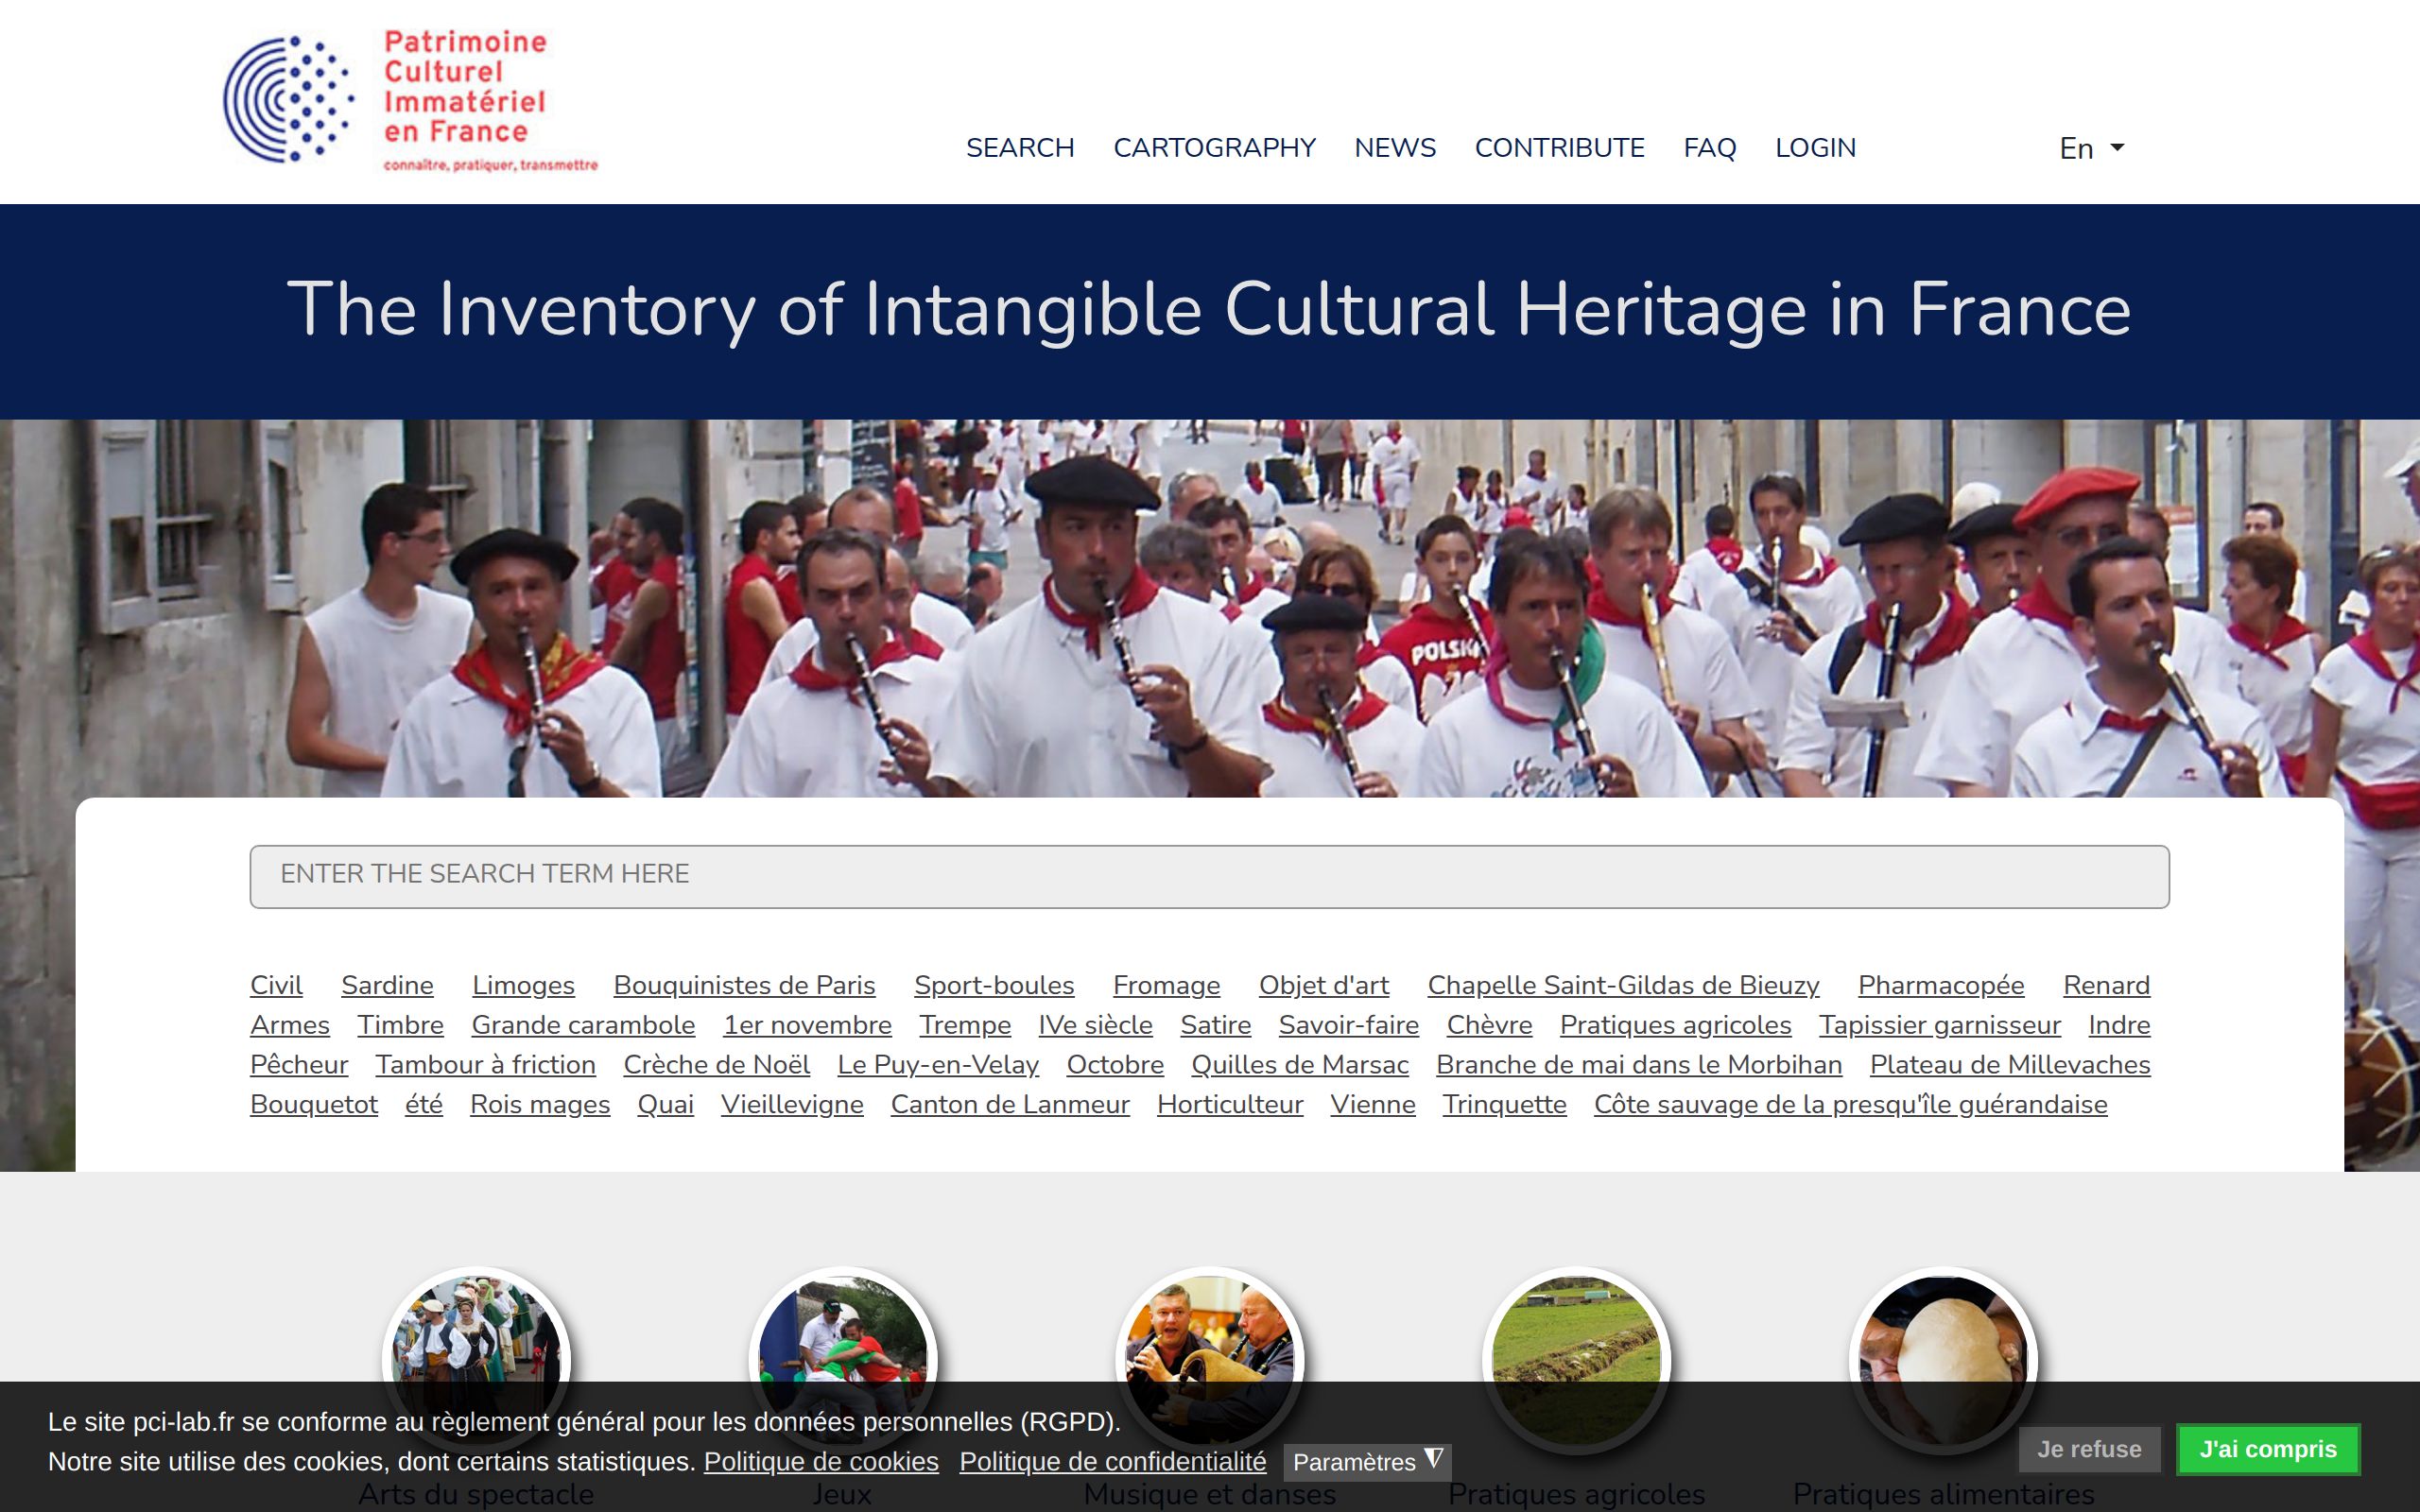 Patrimoine
Culturel
Immatériel
en France
connaître, pratiquer, transmettre
SEARCH CARTOGRAPHY NEWS CONTRIBUTE FAQ LOGIN En
The Inventory of Intangible Cultural Heritage in France
POLSKA
ENTER THE SEARCH TERM HERE
Civil Sardine Limoges Bouquinistes de Paris Sport-boules Fromage Objet d'art Chapelle Saint-Gildas de Bieuzy Pharmacopée Renard
Armes Timbre Grande carambole 1er novembre Trempe IVe siècle Satire Savoir-faire Chèvre Pratiques agricoles Tapissier garnisseur Indre
Pêcheur Tambour à friction Crèche de Noël Le Puy-en-Velay Octobre Quilles de Marsac Branche de mai dans le Morbihan Plateau de Millevaches
Bouquetot été Rois mages Quai Vieillevigne Canton de Lanmeur Horticulteur Vienne Trinquette Côte sauvage de la presqu'île guérandaise
Le site pci-lab.fr se conforme au règlement général pour les données personnelles (RGPD).
Notre site utilise des cookies, dont certains statistiques. Politique de cookies Politique de confidentialité Paramètres
Je refuse J'ai compris
Arts du spectacle Jeux Musique et danses Pratiques agricoles Pratiques alimentaires